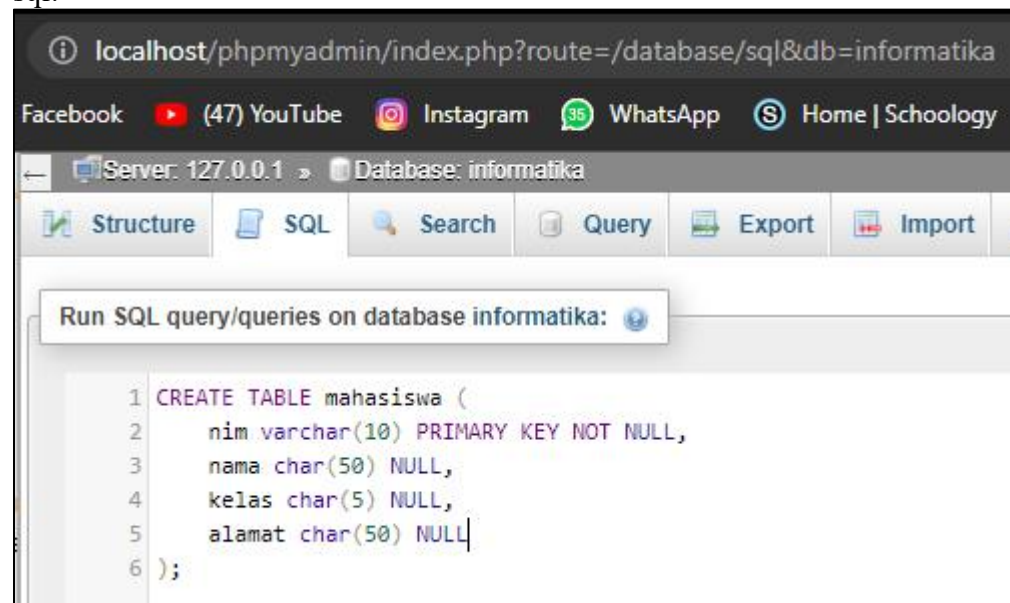 sql.
localhost/phpmyadmin/index.php?route=/database/sql&db=informatika
Facebook (47) YouTube Instagram 35 WhatsApp S Home | Schoology
← Server: 127.0.0.1 » Database: informatika
Structure SQL Search Query Export Import
Run SQL query/queries on database informatika:
1 CREATE TABLE mahasiswa (
2 nim varchar(10) PRIMARY KEY NOT NULL,
3 nama char(50) NULL,
4 kelas char(5) NULL,
5 alamat char(50) NULL
6 );